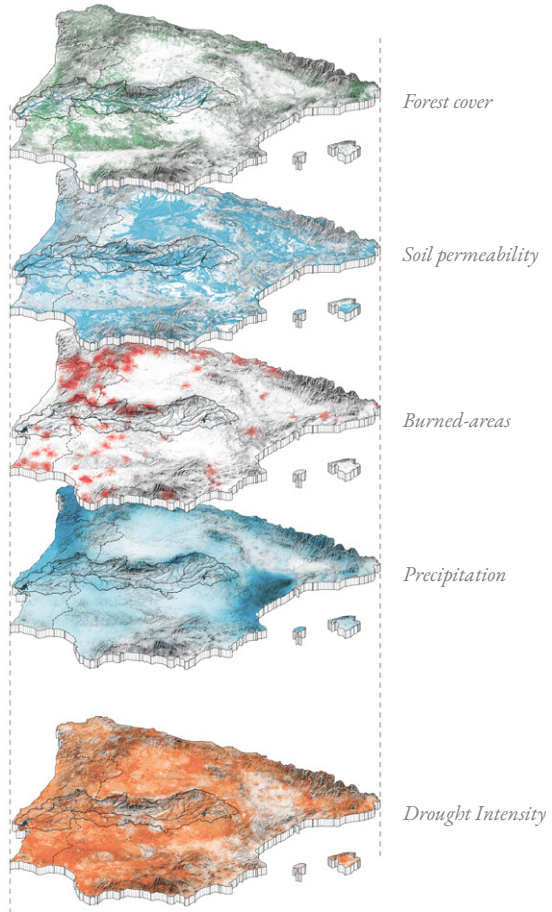 Forest cover
Soil permeability
Burned-areas
Precipitation
Drought Intensity